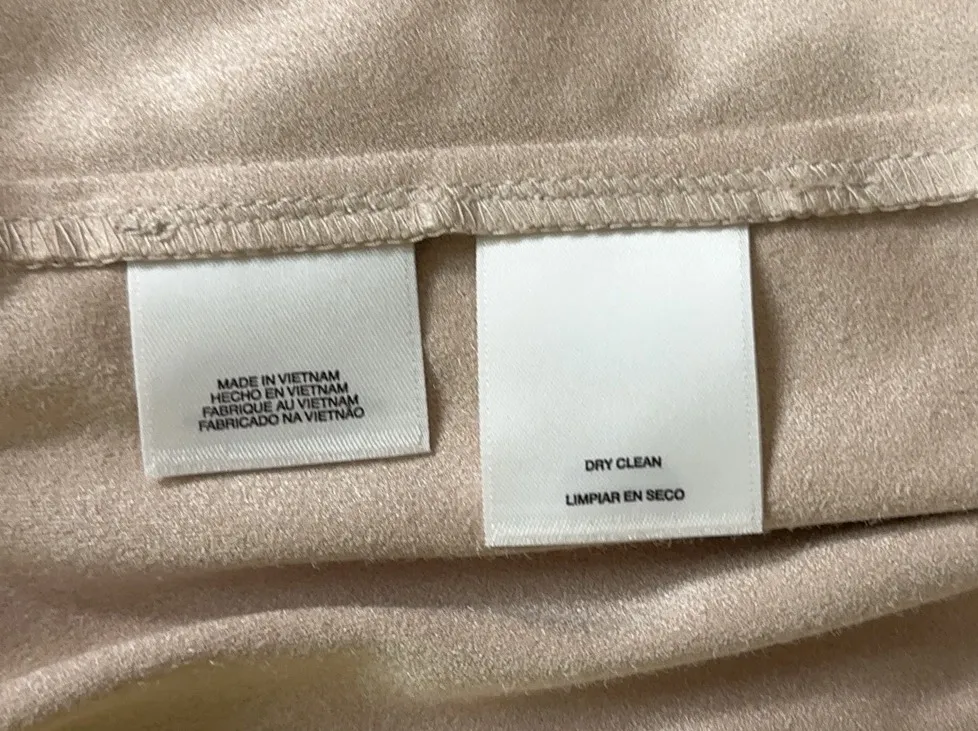 MADE IN VIETNAM
HECHO EN VIETNAM
FABRIQUE AU VIETNAM
FABRICADO NA VIETNÃO
DRY CLEAN
LIMPIAR EN SECO